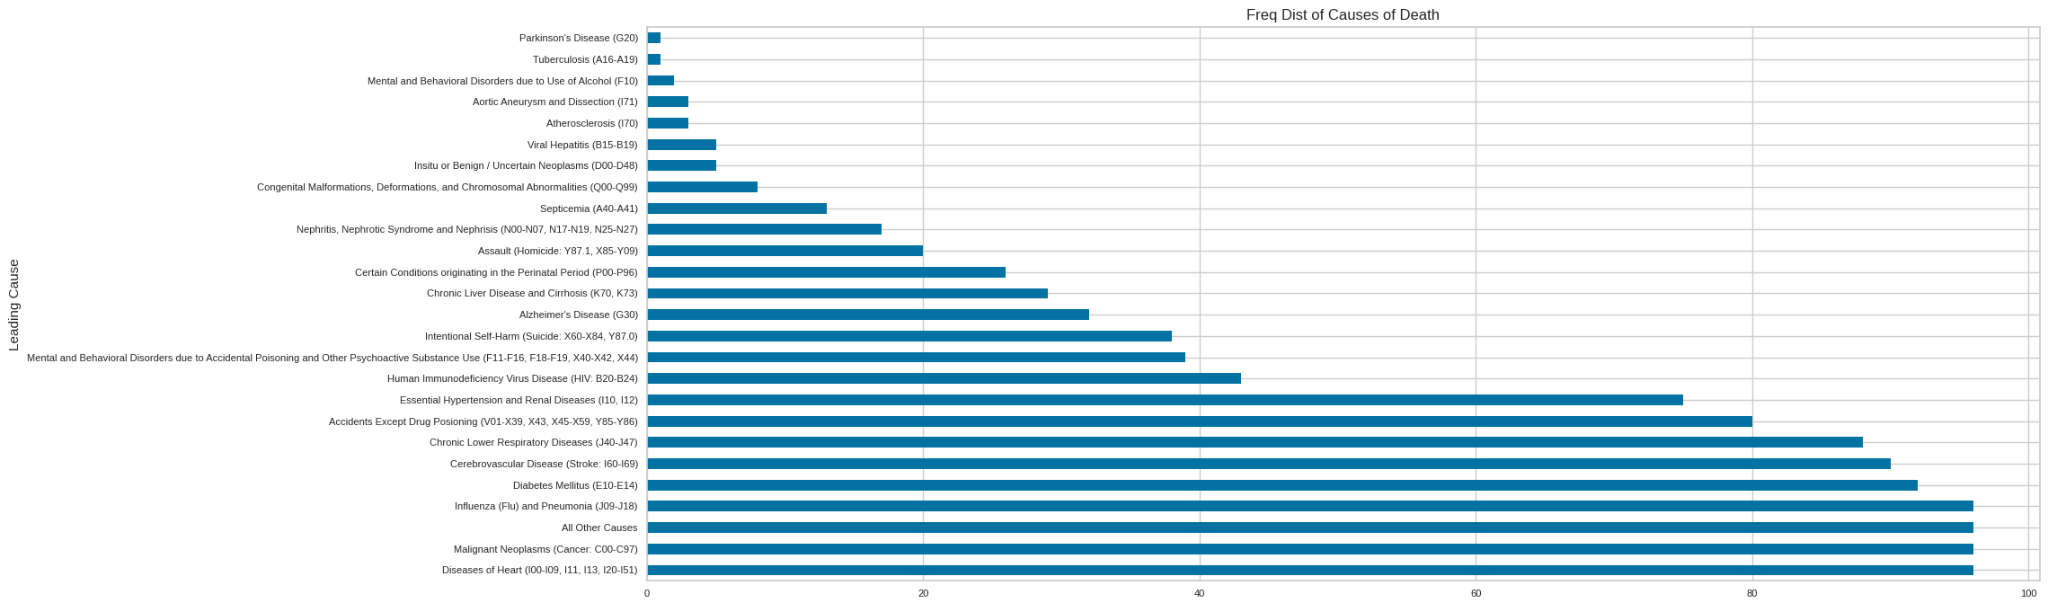 Freq Dist of Causes of Death
Parkinson's Disease (G20)
Tuberculosis (A16-A19)
Mental and Behavioral Disorders due to Use of Alcohol (F10)
Aortic Aneurysm and Dissection (I71)
Atherosclerosis (I70)
Viral Hepatitis (B15-B19)
Insitu or Benign / Uncertain Neoplasms (D00-D48)
Congenital Malformations, Deformations, and Chromosomal Abnormalities (Q00-Q99)
Septicemia (A40-A41)
Nephritis, Nephrotic Syndrome and Nephrisis (N00-N07, N17-N19, N25-N27)
Assault (Homicide: Y87.1, X85-Y09)
Certain Conditions originating in the Perinatal Period (P00-P96)
Chronic Liver Disease and Cirrhosis (K70, K73)
Alzheimer's Disease (G30)
Intentional Self-Harm (Suicide: X60-X84, Y87.0)
Mental and Behavioral Disorders due to Accidental Poisoning and Other Psychoactive Substance Use (F11-F16, F18-F19, X40-X42, X44)
Human Immunodeficiency Virus Disease (HIV: B20-B24)
Essential Hypertension and Renal Diseases (I10, I12)
Accidents Except Drug Posioning (V01-X39, X43, X45-X59, Y85-Y86)
Chronic Lower Respiratory Diseases (J40-J47)
Cerebrovascular Disease (Stroke: I60-I69)
Diabetes Mellitus (E10-E14)
Influenza (Flu) and Pneumonia (J09-J18)
All Other Causes
Malignant Neoplasms (Cancer: C00-C97)
Diseases of Heart (I00-I09, I11, I13, I20-I51)
Leading Cause
0 20 40 60 80 100